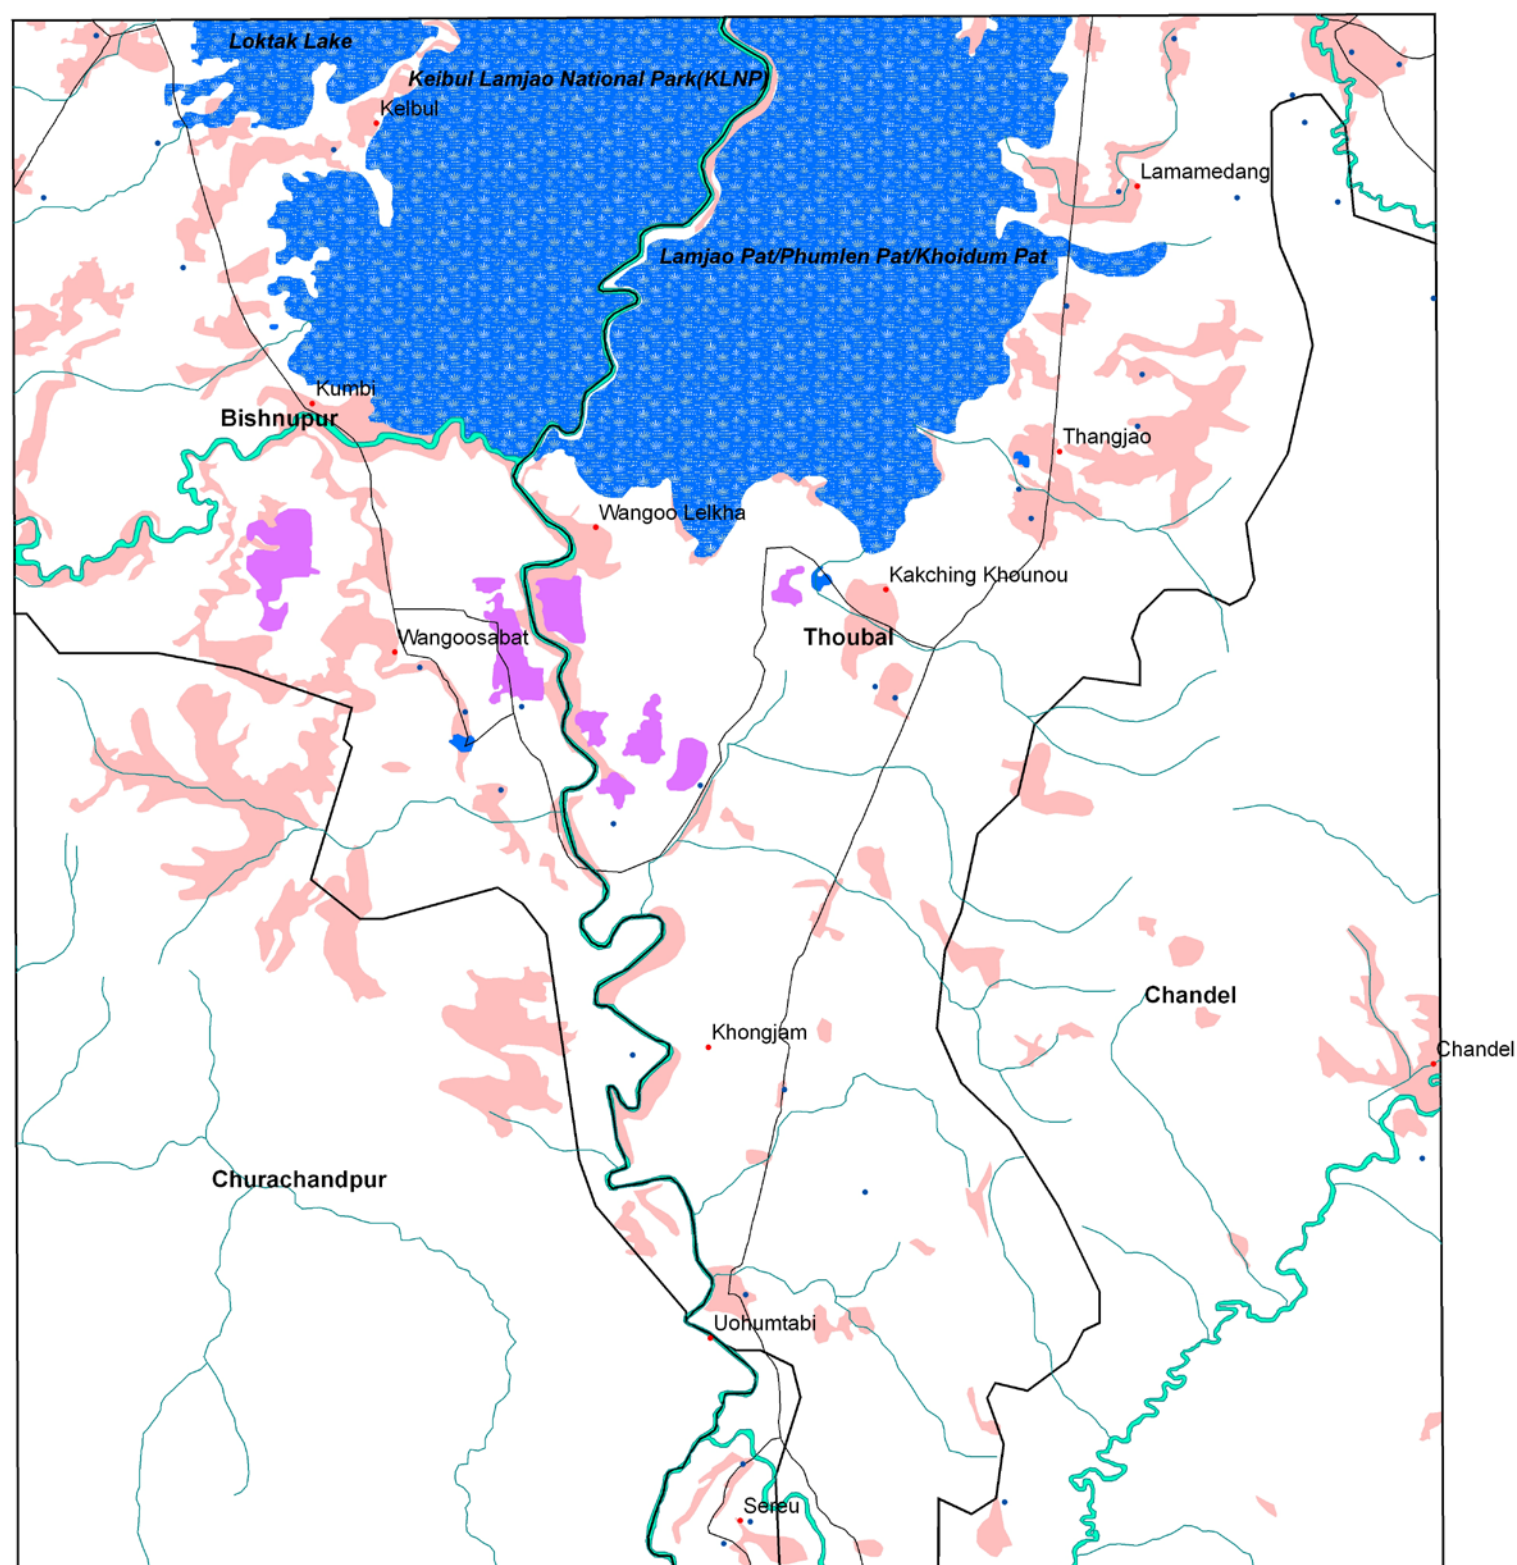 Loktak Lake
Keibul Lamjao National Park(KLNP)
Kelbul
Lamamedang
Lamjao Pat/Phumlen Pat/Khoidum Pat
Kumbi
Bishnupur
Thangjao
Wangoo Lelkha
Kakching Khounou
Wangoosabat
Thoubal
Chandel
Khongjam
Chandel
Churachandpur
Uohumtabi
Sereu